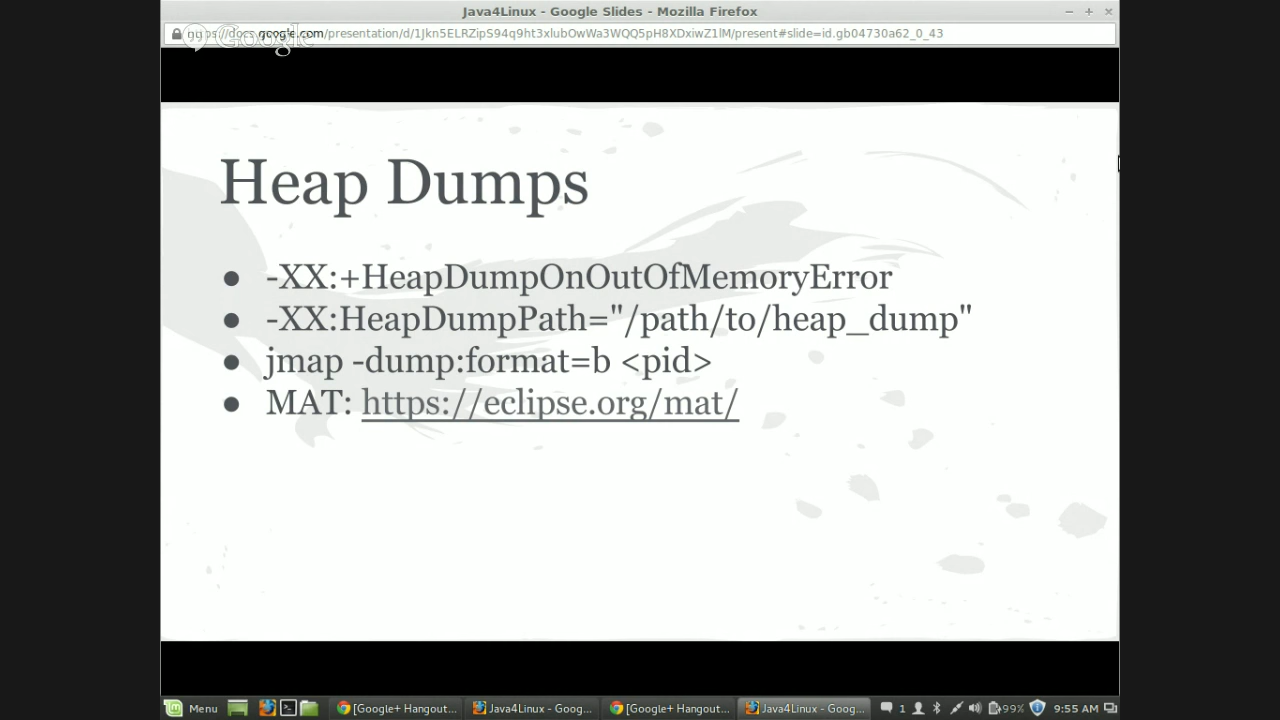 Java4Linux - Google Slides - Mozilla Firefox
Google
docs.google.com/presentation/d/1Jkn5ELRZipS94q9ht3xlubOwWa3WQQ5pH8XDxiwZ1lM/present#slide=id.gb04730a62_0_43
Heap Dumps
● -XX:+HeapDumpOnOutOfMemoryError
● -XX:HeapDumpPath="/path/to/heap_dump"
● jmap -dump:format=b <pid>
● MAT: https://eclipse.org/mat/
Menu [Google+ Hangout... Java4Linux - Goog... [Google+ Hangout... Java4Linux - Goog... 1 99% 9:55 AM